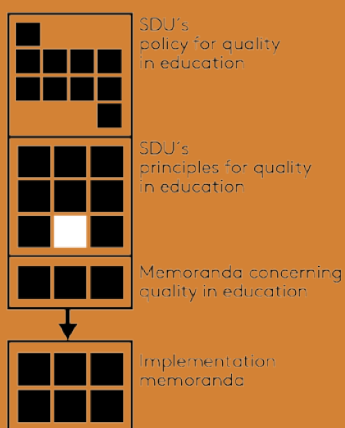 SDU's
policy for quality
in education
SDU's
principles for quality
in education
Memoranda concerning
quality in education
Implementation
memoranda